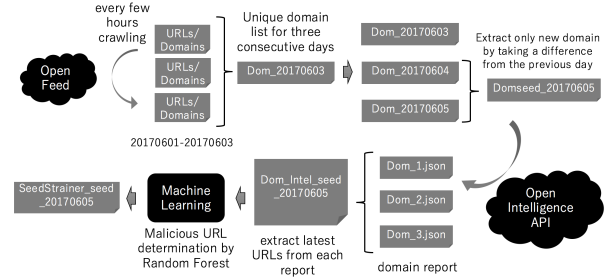 every few
hours
crawling
Open
Feed
URLs/
Domains
URLs/
Domains
URLs/
Domains
20170601-20170603
Unique domain
list for three
consecutive days
Dom_20170603
Dom_20170603
Dom_20170604
Dom_20170605
Extract only new domain
by taking a difference
from the previous day
Domseed_20170605
Open
Intelligence
API
Dom_1.json
Dom_2.json
Dom_3.json
domain report
Dom_Intel_seed
_20170605
extract latest
URLs from each
report
Machine
Learning
Malicious URL
determination by
Random Forest
SeedStrainer_seed
_20170605